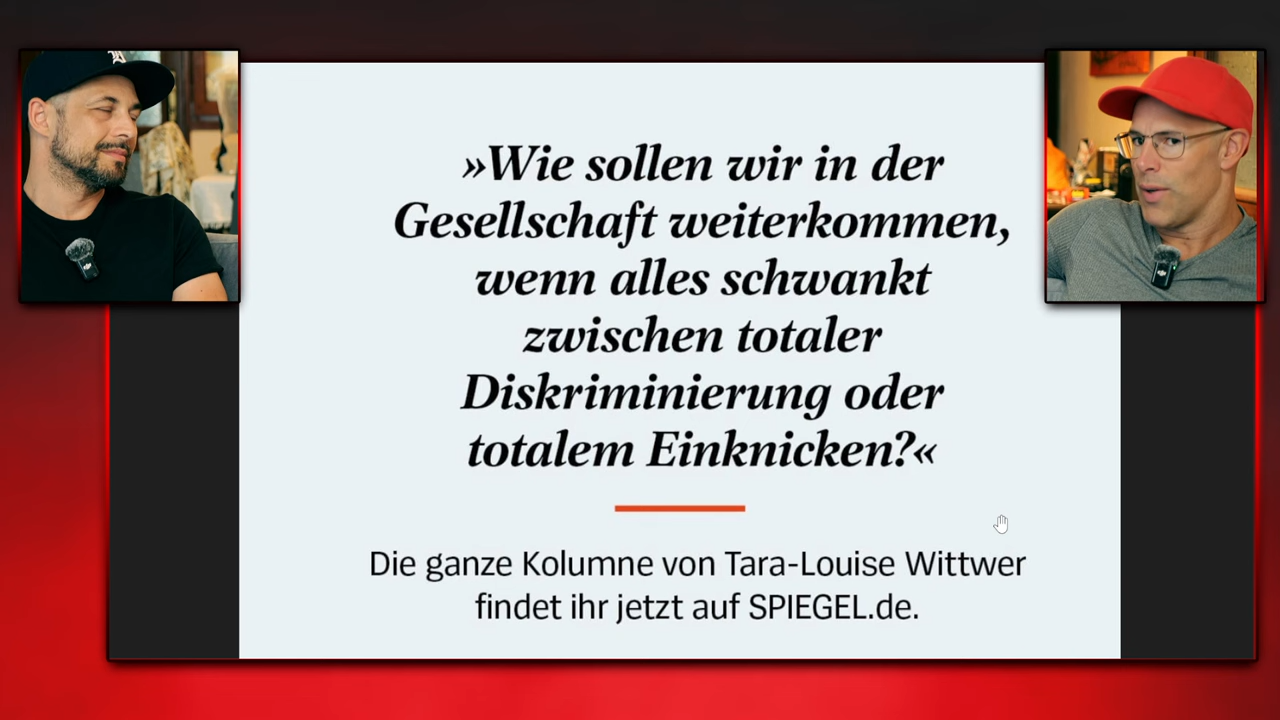 »Wie sollen wir in der
Gesellschaft weiterkommen,
wenn alles schwankt
zwischen totaler
Diskriminierung oder
totalem Einknicken?«
Die ganze Kolumne von Tara-Louise Wittwer
findet ihr jetzt auf SPIEGEL.de.